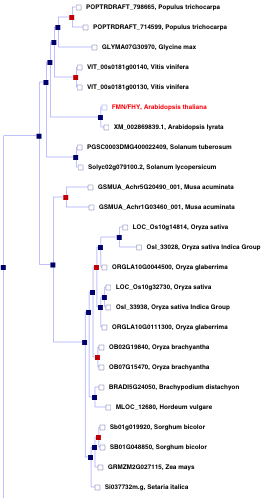 POPTRDRAFT_798665, Populus trichocarpa
POPTRDRAFT_714599, Populus trichocarpa
GLYMA07G30970, Glycine max
VIT_00s0181g00140, Vitis vinifera
VIT_00s0181g00130, Vitis vinifera
FMN/FHY, Arabidopsis thaliana
XM_002869839.1, Arabidopsis lyrata
PGSC0003DMG400022409, Solanum tuberosum
Solyc02g079100.2, Solanum lycopersicum
GSMUA_Achr5G20490_001, Musa acuminata
GSMUA_Achr1G03460_001, Musa acuminata
LOC_Os10g14814, Oryza sativa
OsI_33028, Oryza sativa Indica Group
ORGLA10G0044500, Oryza glaberrima
LOC_Os10g32730, Oryza sativa
OsI_33938, Oryza sativa Indica Group
ORGLA10G0111300, Oryza glaberrima
OB02G19840, Oryza brachyantha
OB07G15470, Oryza brachyantha
BRADI5G24050, Brachypodium distachyon
MLOC_12680, Hordeum vulgare
Sb01g019920, Sorghum bicolor
SB01G048850, Sorghum bicolor
GRMZM2G027115, Zea mays
Si037732m.g, Setaria italica